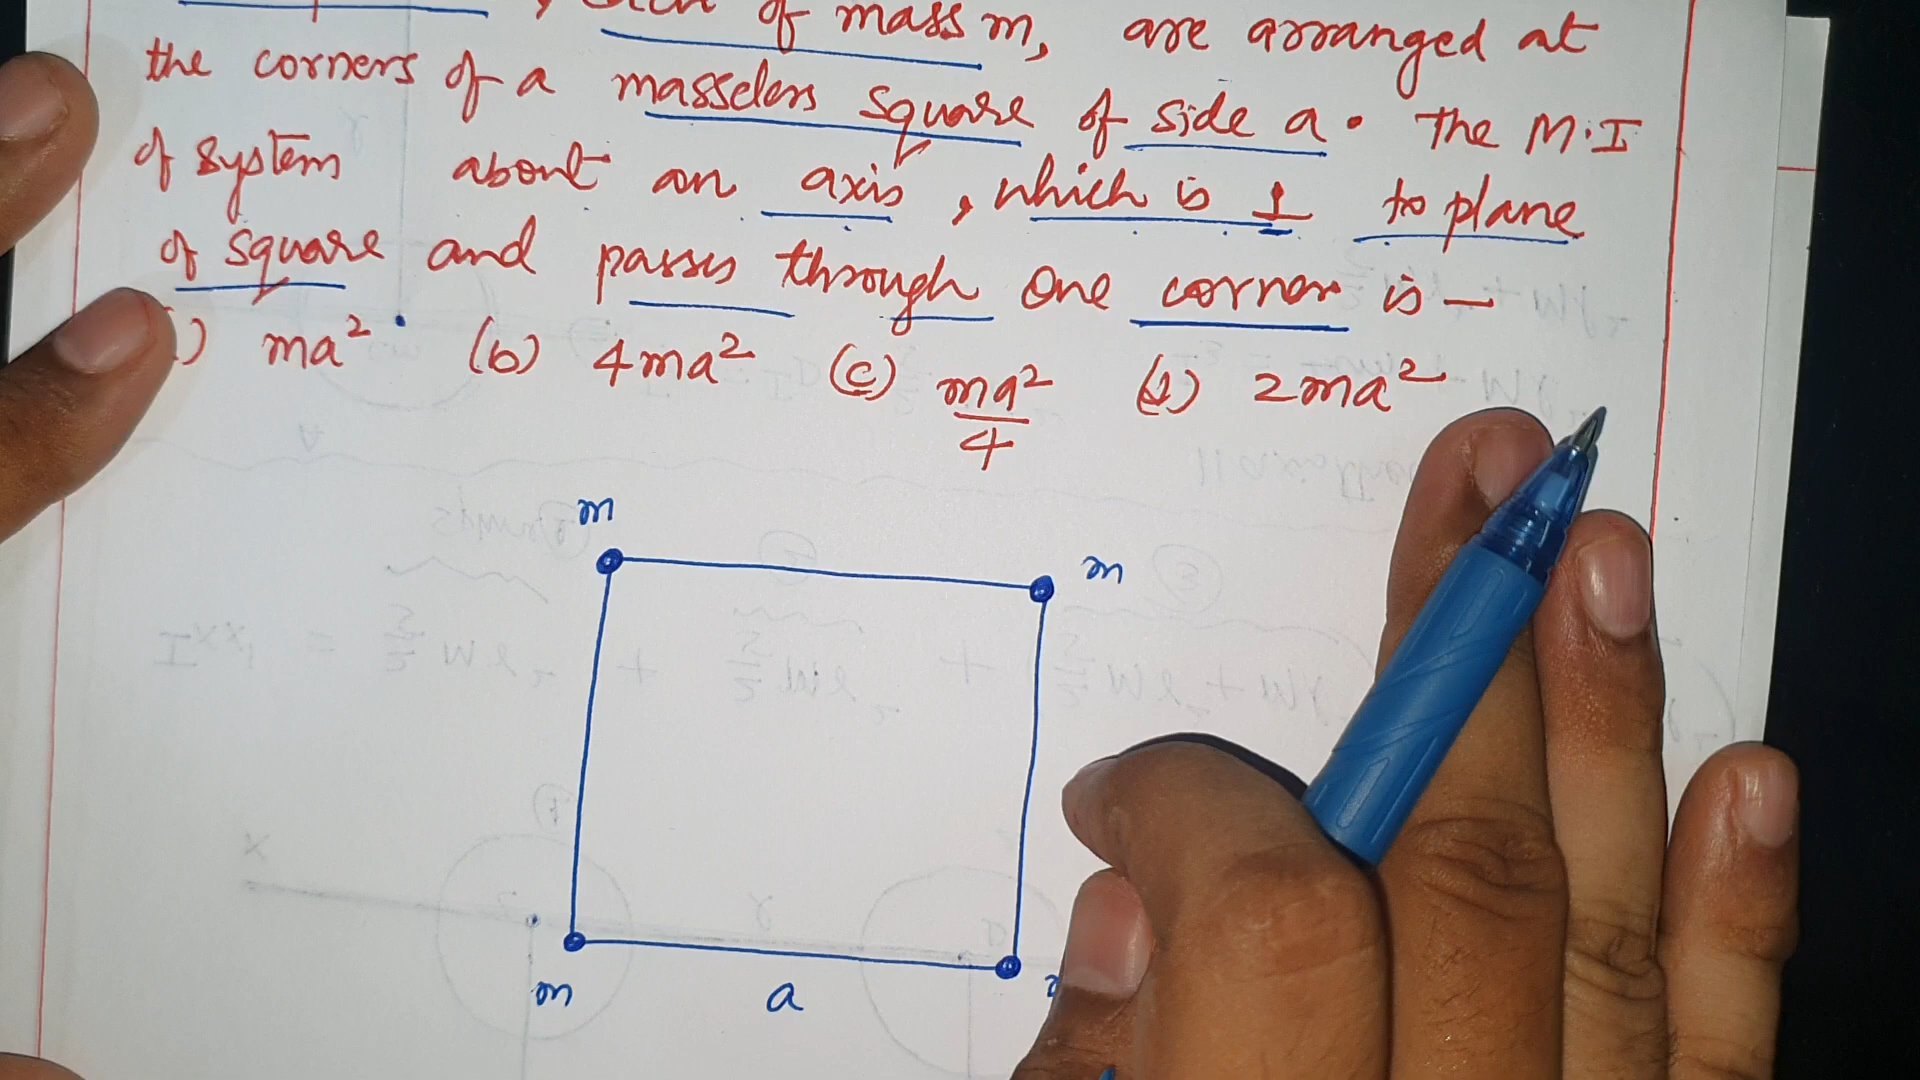 of mass m, are arranged at
the corners of a masselens square of side a. The M.I
of system about an axis, which is ⊥ to plane
of square and passes through one corner is –
) ma² (b) 4ma² (c) ma²/4 (d) 2ma²
m
m
m
a